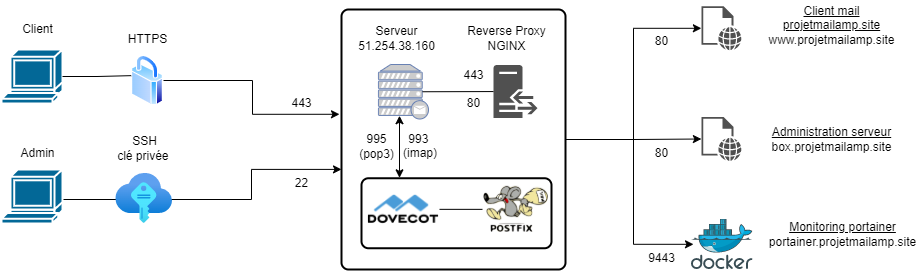 Client
HTTPS
443
Admin
SSH
clé privée
22
Serveur
51.254.38.160
Reverse Proxy
NGINX
443
80
995
(pop3)
993
(imap)
DOVECOT
POSTFIX
80
Client mail
projetmailamp.site
www.projetmailamp.site
80
Administration serveur
box.projetmailamp.site
9443
docker
Monitoring portainer
portainer.projetmailamp.site